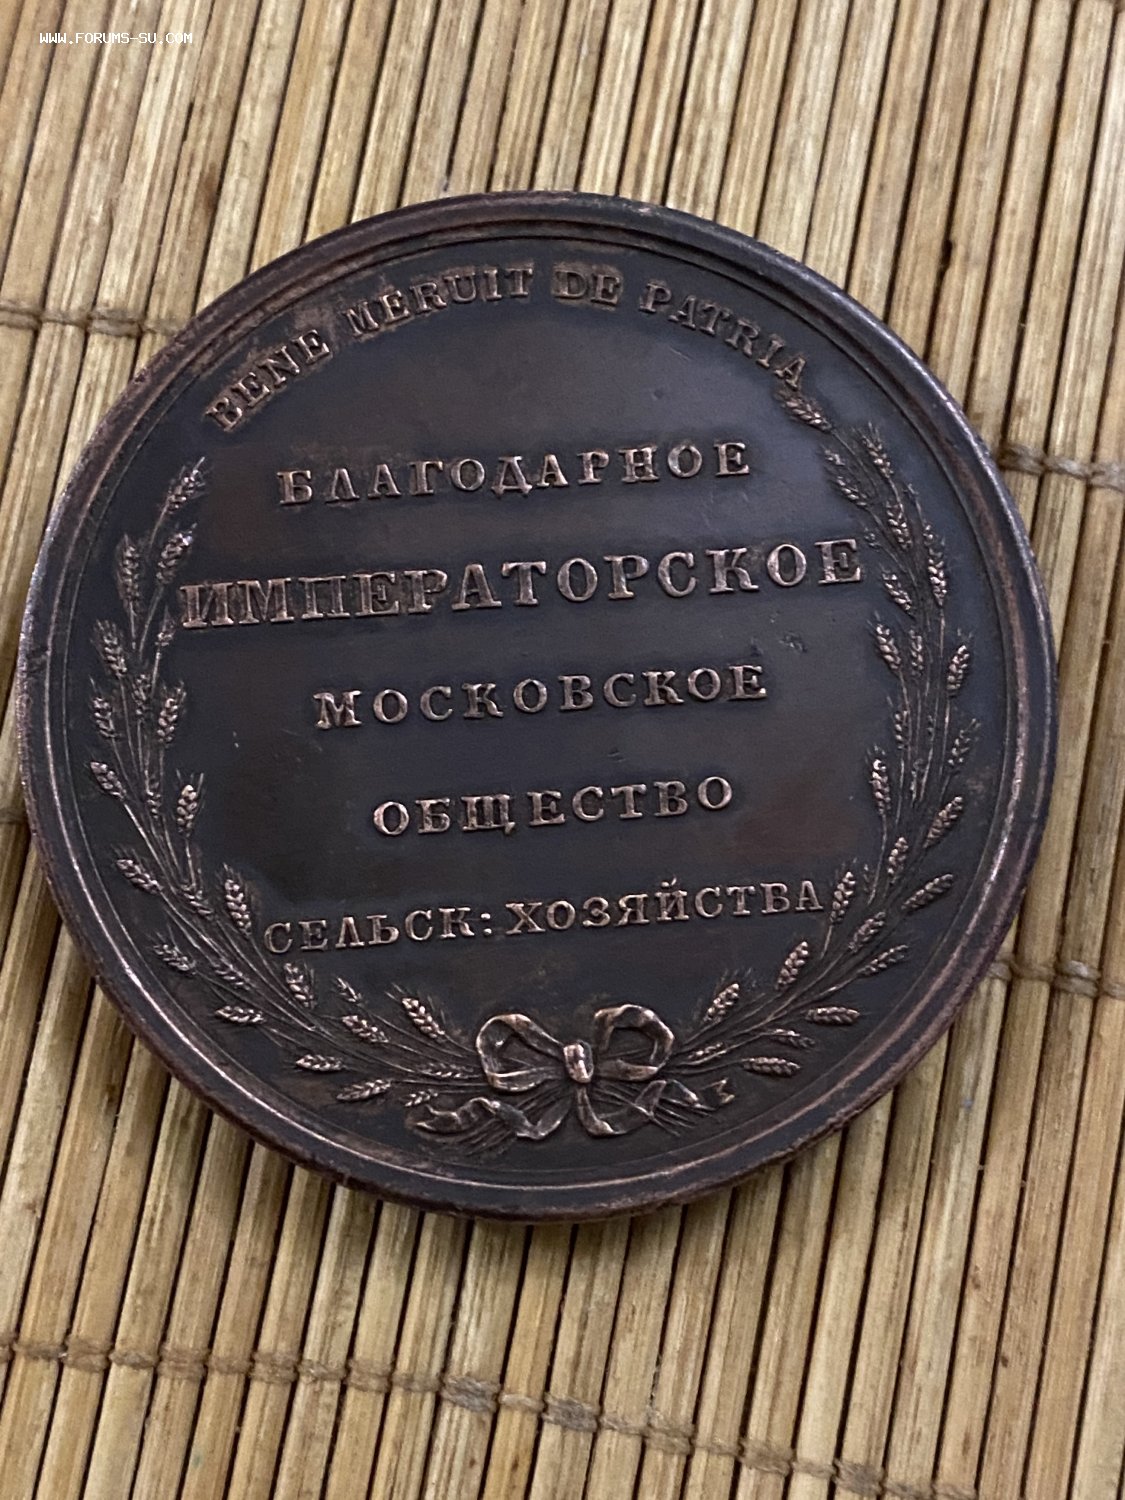 WWW.FORUMS-SU.COM
BENE MERUIT DE PATRIA
БЛАГОДАРНОЕ
ИМПЕРАТОРСКОЕ
МОСКОВСКОЕ
ОБЩЕСТВО
СЕЛЬСК: ХОЗЯЙСТВА